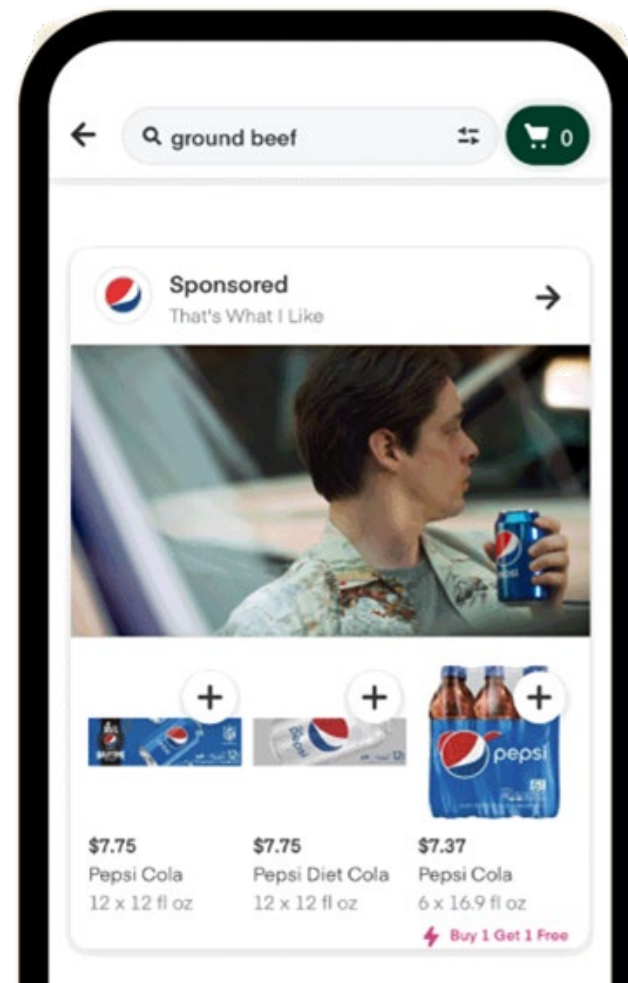 ground beef
0
Sponsored
That's What I Like
pepsi
pepsi
pepsi
$7.75
$7.75
$7.37
Pepsi Cola
Pepsi Diet Cola
Pepsi Cola
12 x 12 fl oz
12 x 12 fl oz
6 x 16.9 fl oz
Buy 1 Get 1 Free